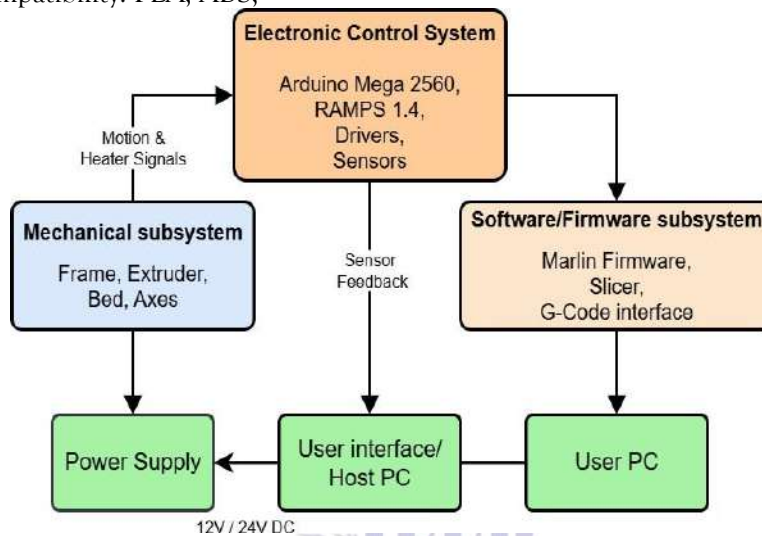 Electronic Control System
Arduino Mega 2560,
RAMPS 1.4,
Drivers,
Sensors
Motion &
Heater Signals
Mechanical subsystem
Frame, Extruder,
Bed, Axes
Sensor
Feedback
Software/Firmware subsystem
Marlin Firmware,
Slicer,
G-Code interface
Power Supply
User interface/
Host PC
User PC
12V / 24V DC